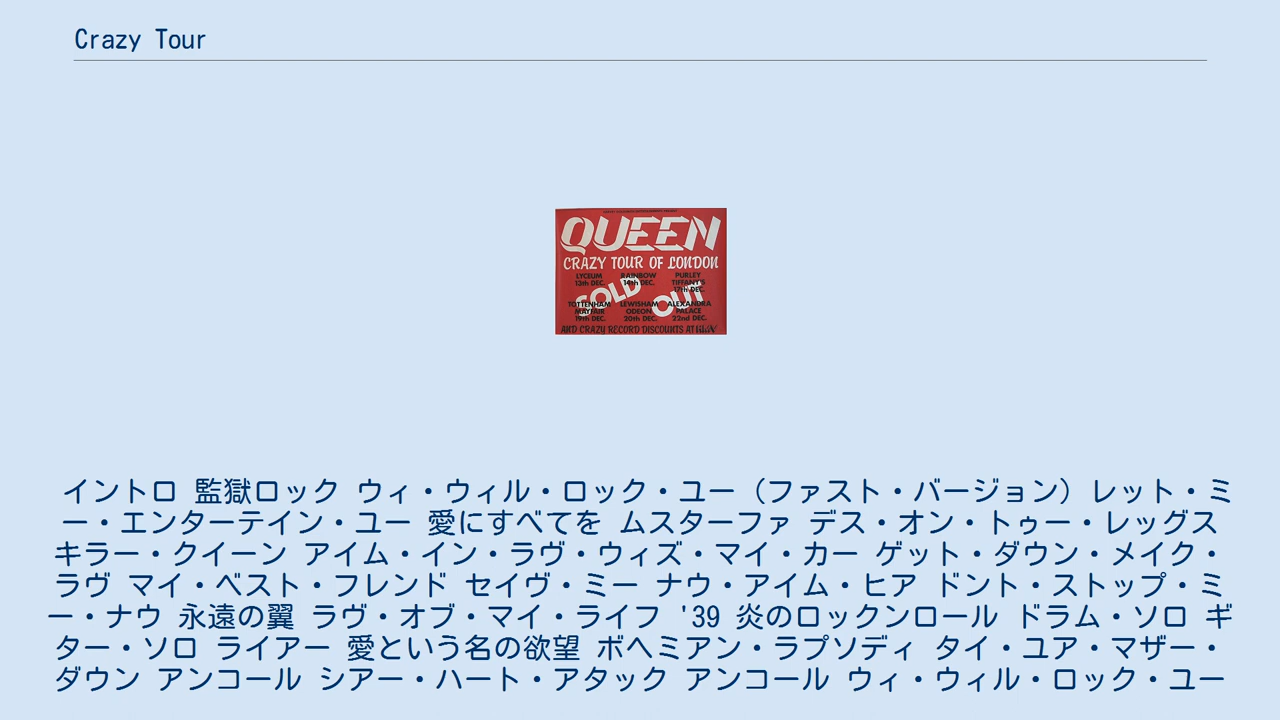 Crazy Tour
QUEEN
CRAZY TOUR OF LONDON
LYCEUM RAINBOW PURLEY
13th DEC. 14th DEC. TIFFANY'S
17th DEC.
SOLD OUT
TOTTENHAM LEWISHAM ALEXANDRA
MAYFAIR ODEON PALACE
19th DEC. 20th DEC. 22nd DEC.
AND CRAZY RECORD DISCOUNTS AT
イントロ 監獄ロック ウィ・ウィル・ロック・ユー（ファスト・バージョン）レット・ミ
ー・エンターテイン・ユー 愛にすべてを ムスターファ デス・オン・トゥー・レッグス
キラー・クイーン アイム・イン・ラヴ・ウィズ・マイ・カー ゲット・ダウン・メイク・
ラヴ マイ・ベスト・フレンド セイヴ・ミー ナウ・アイム・ヒア ドント・ストップ・ミ
ー・ナウ 永遠の翼 ラヴ・オブ・マイ・ライフ '39 炎のロックンロール ドラム・ソロ ギ
ター・ソロ ライアー 愛という名の欲望 ボヘミアン・ラプソディ タイ・ユア・マザー・
ダウン アンコール シアー・ハート・アタック アンコール ウィ・ウィル・ロック・ユー